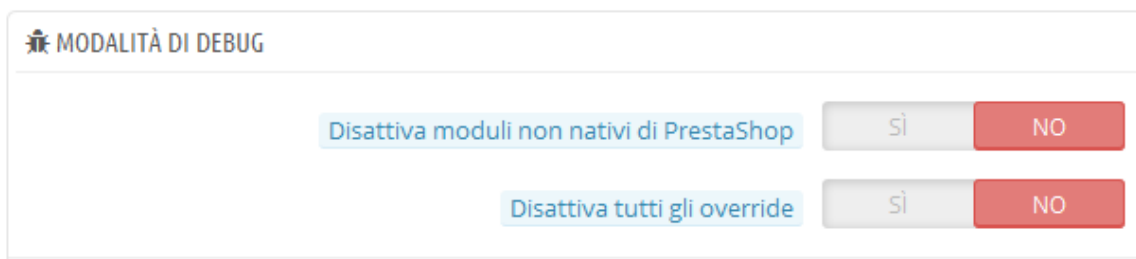 MODALITÀ DI DEBUG
Disattiva moduli non nativi di PrestaShop SÌ NO
Disattiva tutti gli override SÌ NO